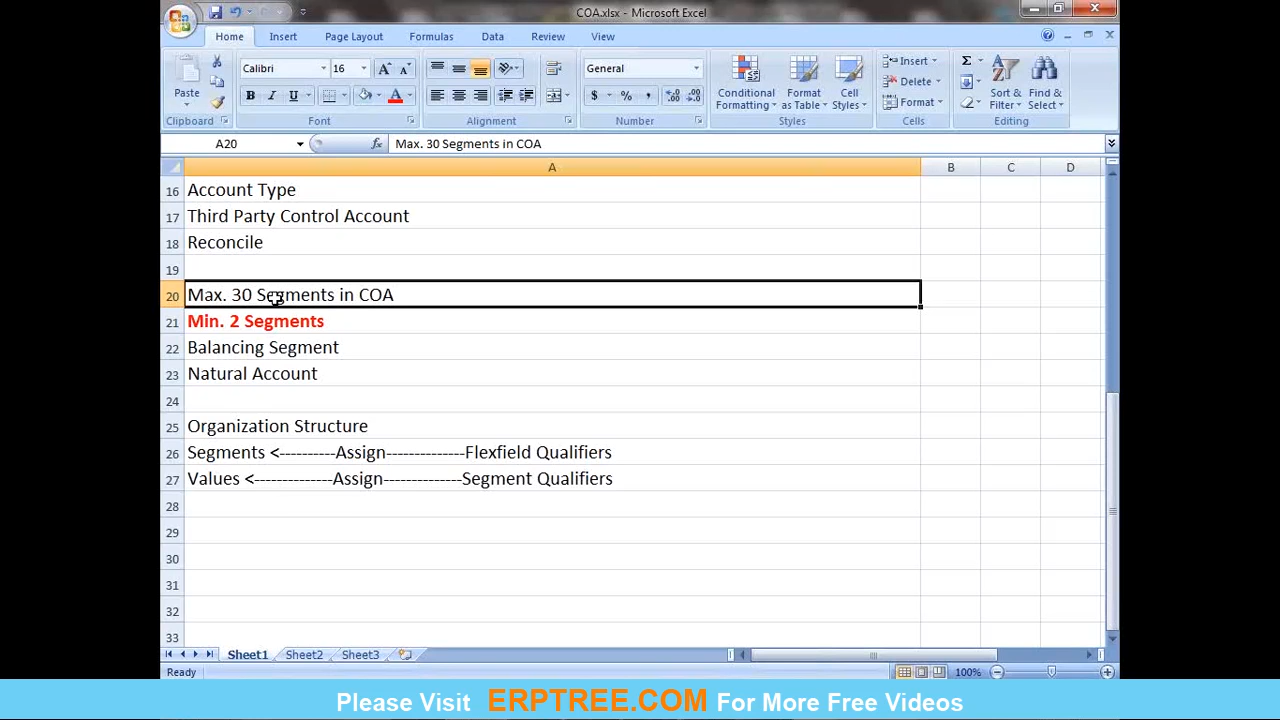 COA.xlsx - Microsoft Excel
Home Insert Page Layout Formulas Data Review View
Paste
Calibri 16
B I U
General
$ % ,
Conditional Formatting
Format as Table
Cell Styles
Insert
Delete
Format
Sort & Filter
Find & Select
Clipboard Font Alignment Number Styles Cells Editing
A20 fx Max. 30 Segments in COA
A B C D
16 Account Type
17 Third Party Control Account
18 Reconcile
19
20 Max. 30 Segments in COA
21 Min. 2 Segments
22 Balancing Segment
23 Natural Account
24
25 Organization Structure
26 Segments <----------Assign--------------Flexfield Qualifiers
27 Values <--------------Assign--------------Segment Qualifiers
28
29
30
31
32
33
Sheet1 Sheet2 Sheet3
Ready 100%
Please Visit ERPTREE.COM For More Free Videos